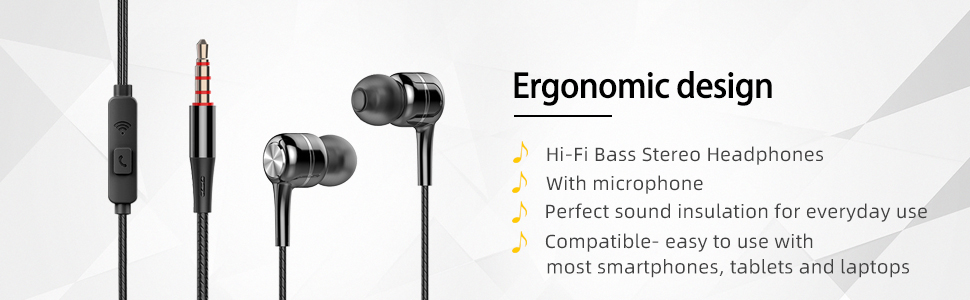 Ergonomic design
Hi-Fi Bass Stereo Headphones
With microphone
Perfect sound insulation for everyday use
Compatible- easy to use with
most smartphones, tablets and laptops